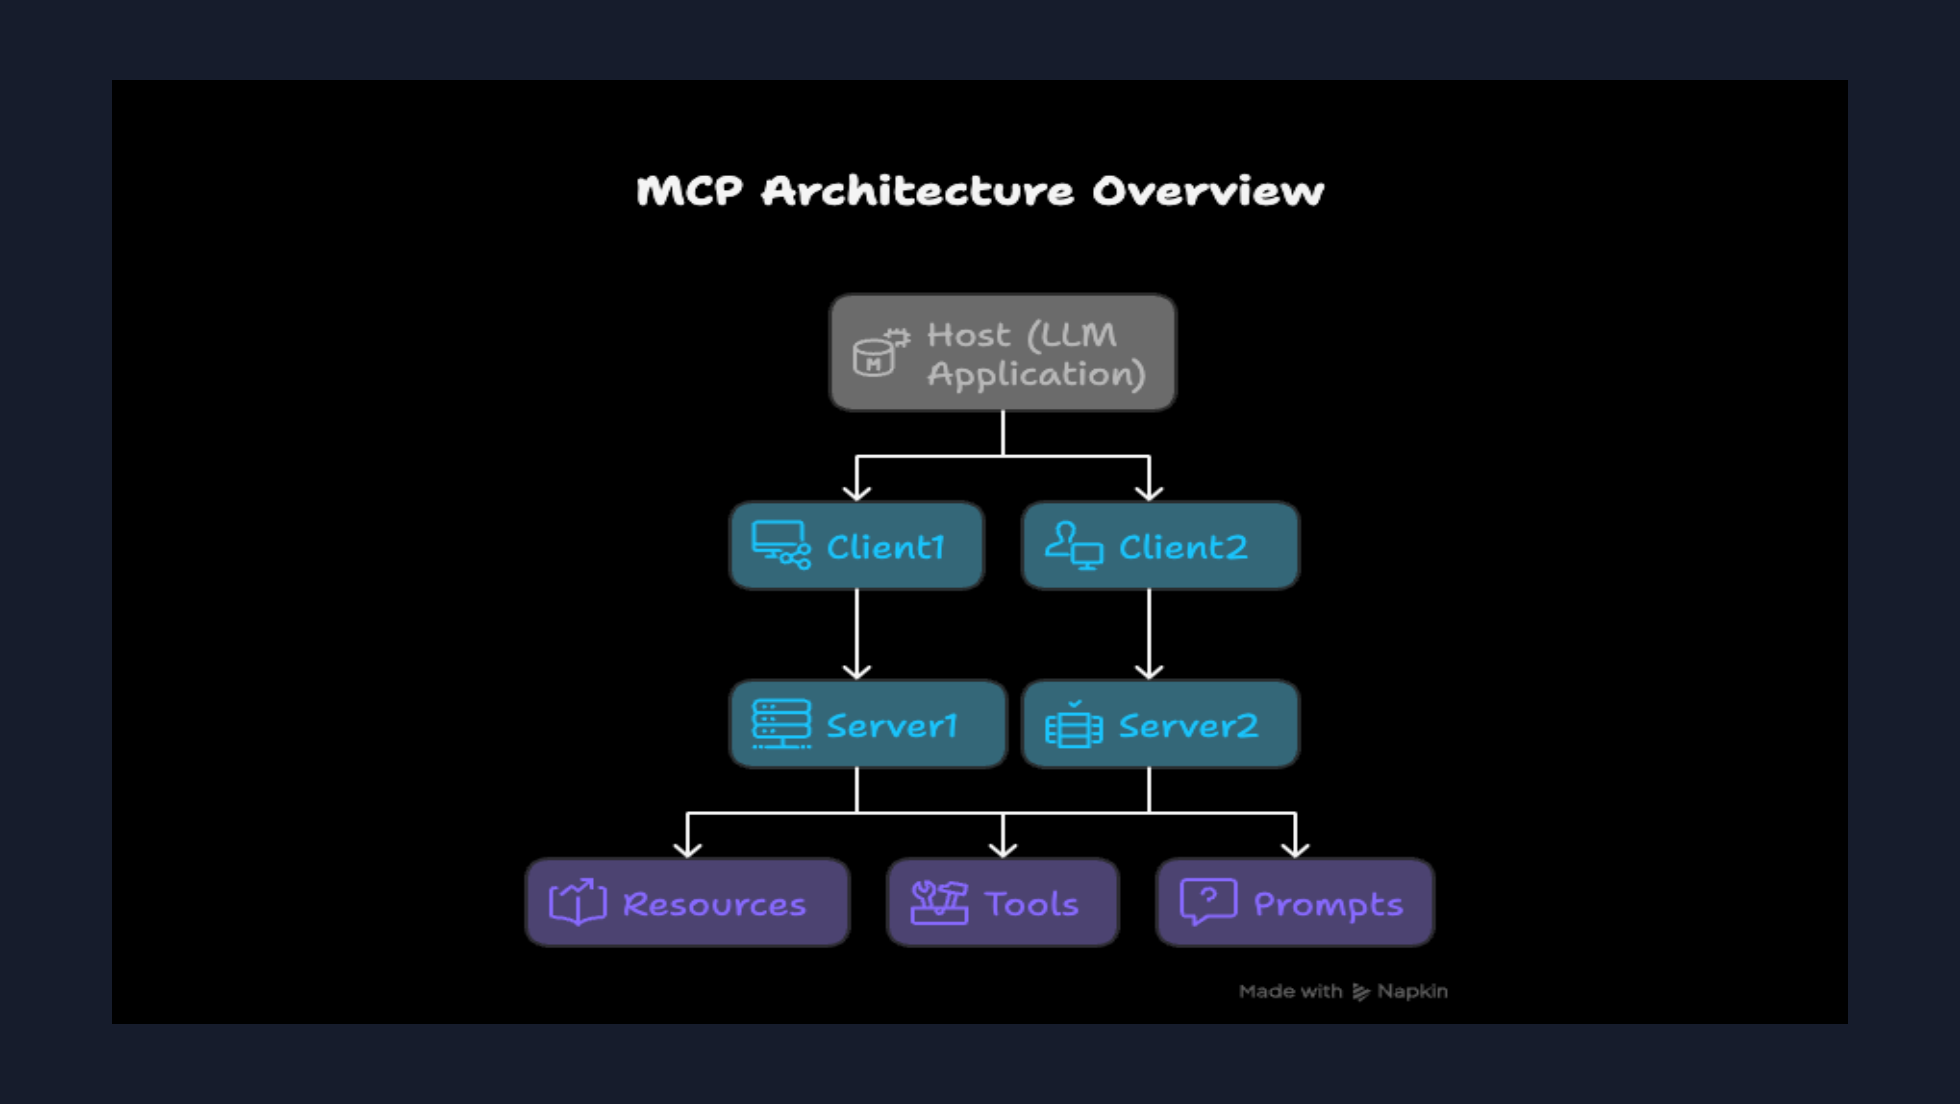 MCP Architecture Overview
Host (LLM
Application)
Client1
Client2
Server1
Server2
Resources
Tools
Prompts
Made with Napkin